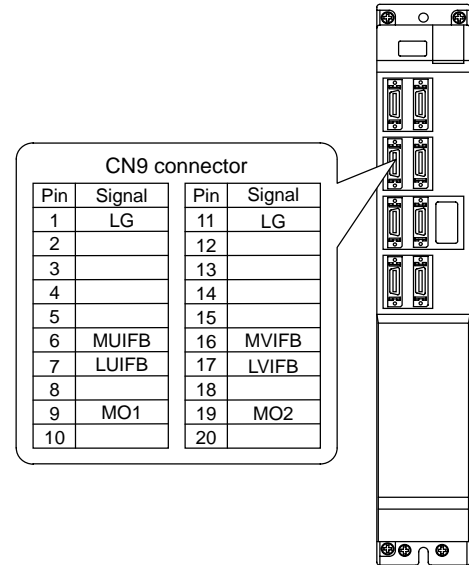 CN9 connector
Pin Signal Pin Signal
1 LG 11 LG
2 12
3 13
4 14
5 15
6 MUIFB 16 MVIFB
7 LUIFB 17 LVIFB
8 18
9 MO1 19 MO2
10 20